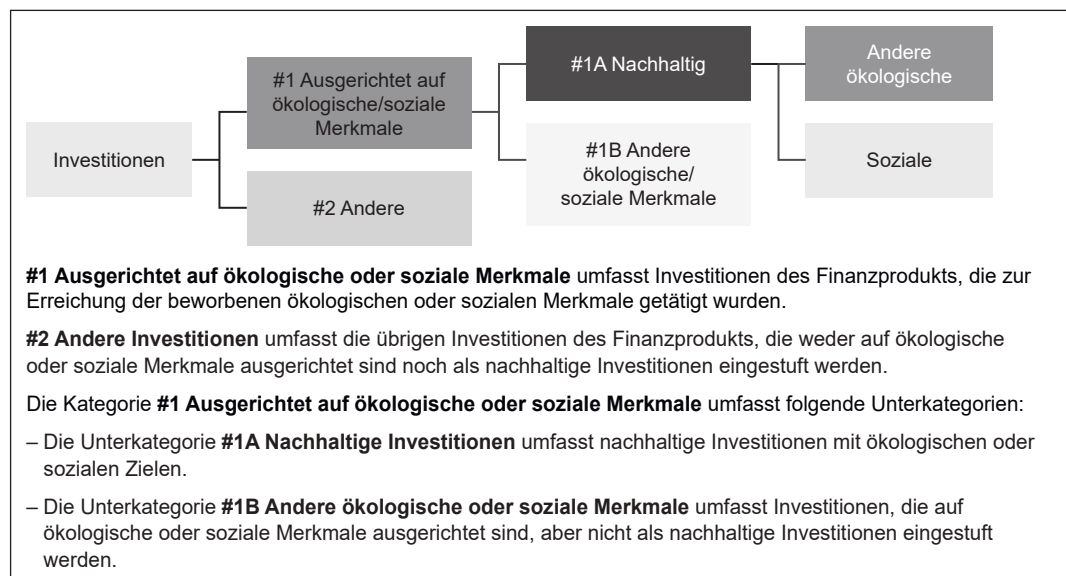 Investitionen
#1 Ausgerichtet auf
ökologische/soziale
Merkmale
#2 Andere
#1A Nachhaltig
#1B Andere
ökologische/
soziale Merkmale
Andere
ökologische
Soziale
#1 Ausgerichtet auf ökologische oder soziale Merkmale umfasst Investitionen des Finanzprodukts, die zur
Erreichung der beworbenen ökologischen oder sozialen Merkmale getätigt wurden.
#2 Andere Investitionen umfasst die übrigen Investitionen des Finanzprodukts, die weder auf ökologische
oder soziale Merkmale ausgerichtet sind noch als nachhaltige Investitionen eingestuft werden.
Die Kategorie #1 Ausgerichtet auf ökologische oder soziale Merkmale umfasst folgende Unterkategorien:
– Die Unterkategorie #1A Nachhaltige Investitionen umfasst nachhaltige Investitionen mit ökologischen oder
sozialen Zielen.
– Die Unterkategorie #1B Andere ökologische oder soziale Merkmale umfasst Investitionen, die auf
ökologische oder soziale Merkmale ausgerichtet sind, aber nicht als nachhaltige Investitionen eingestuft
werden.